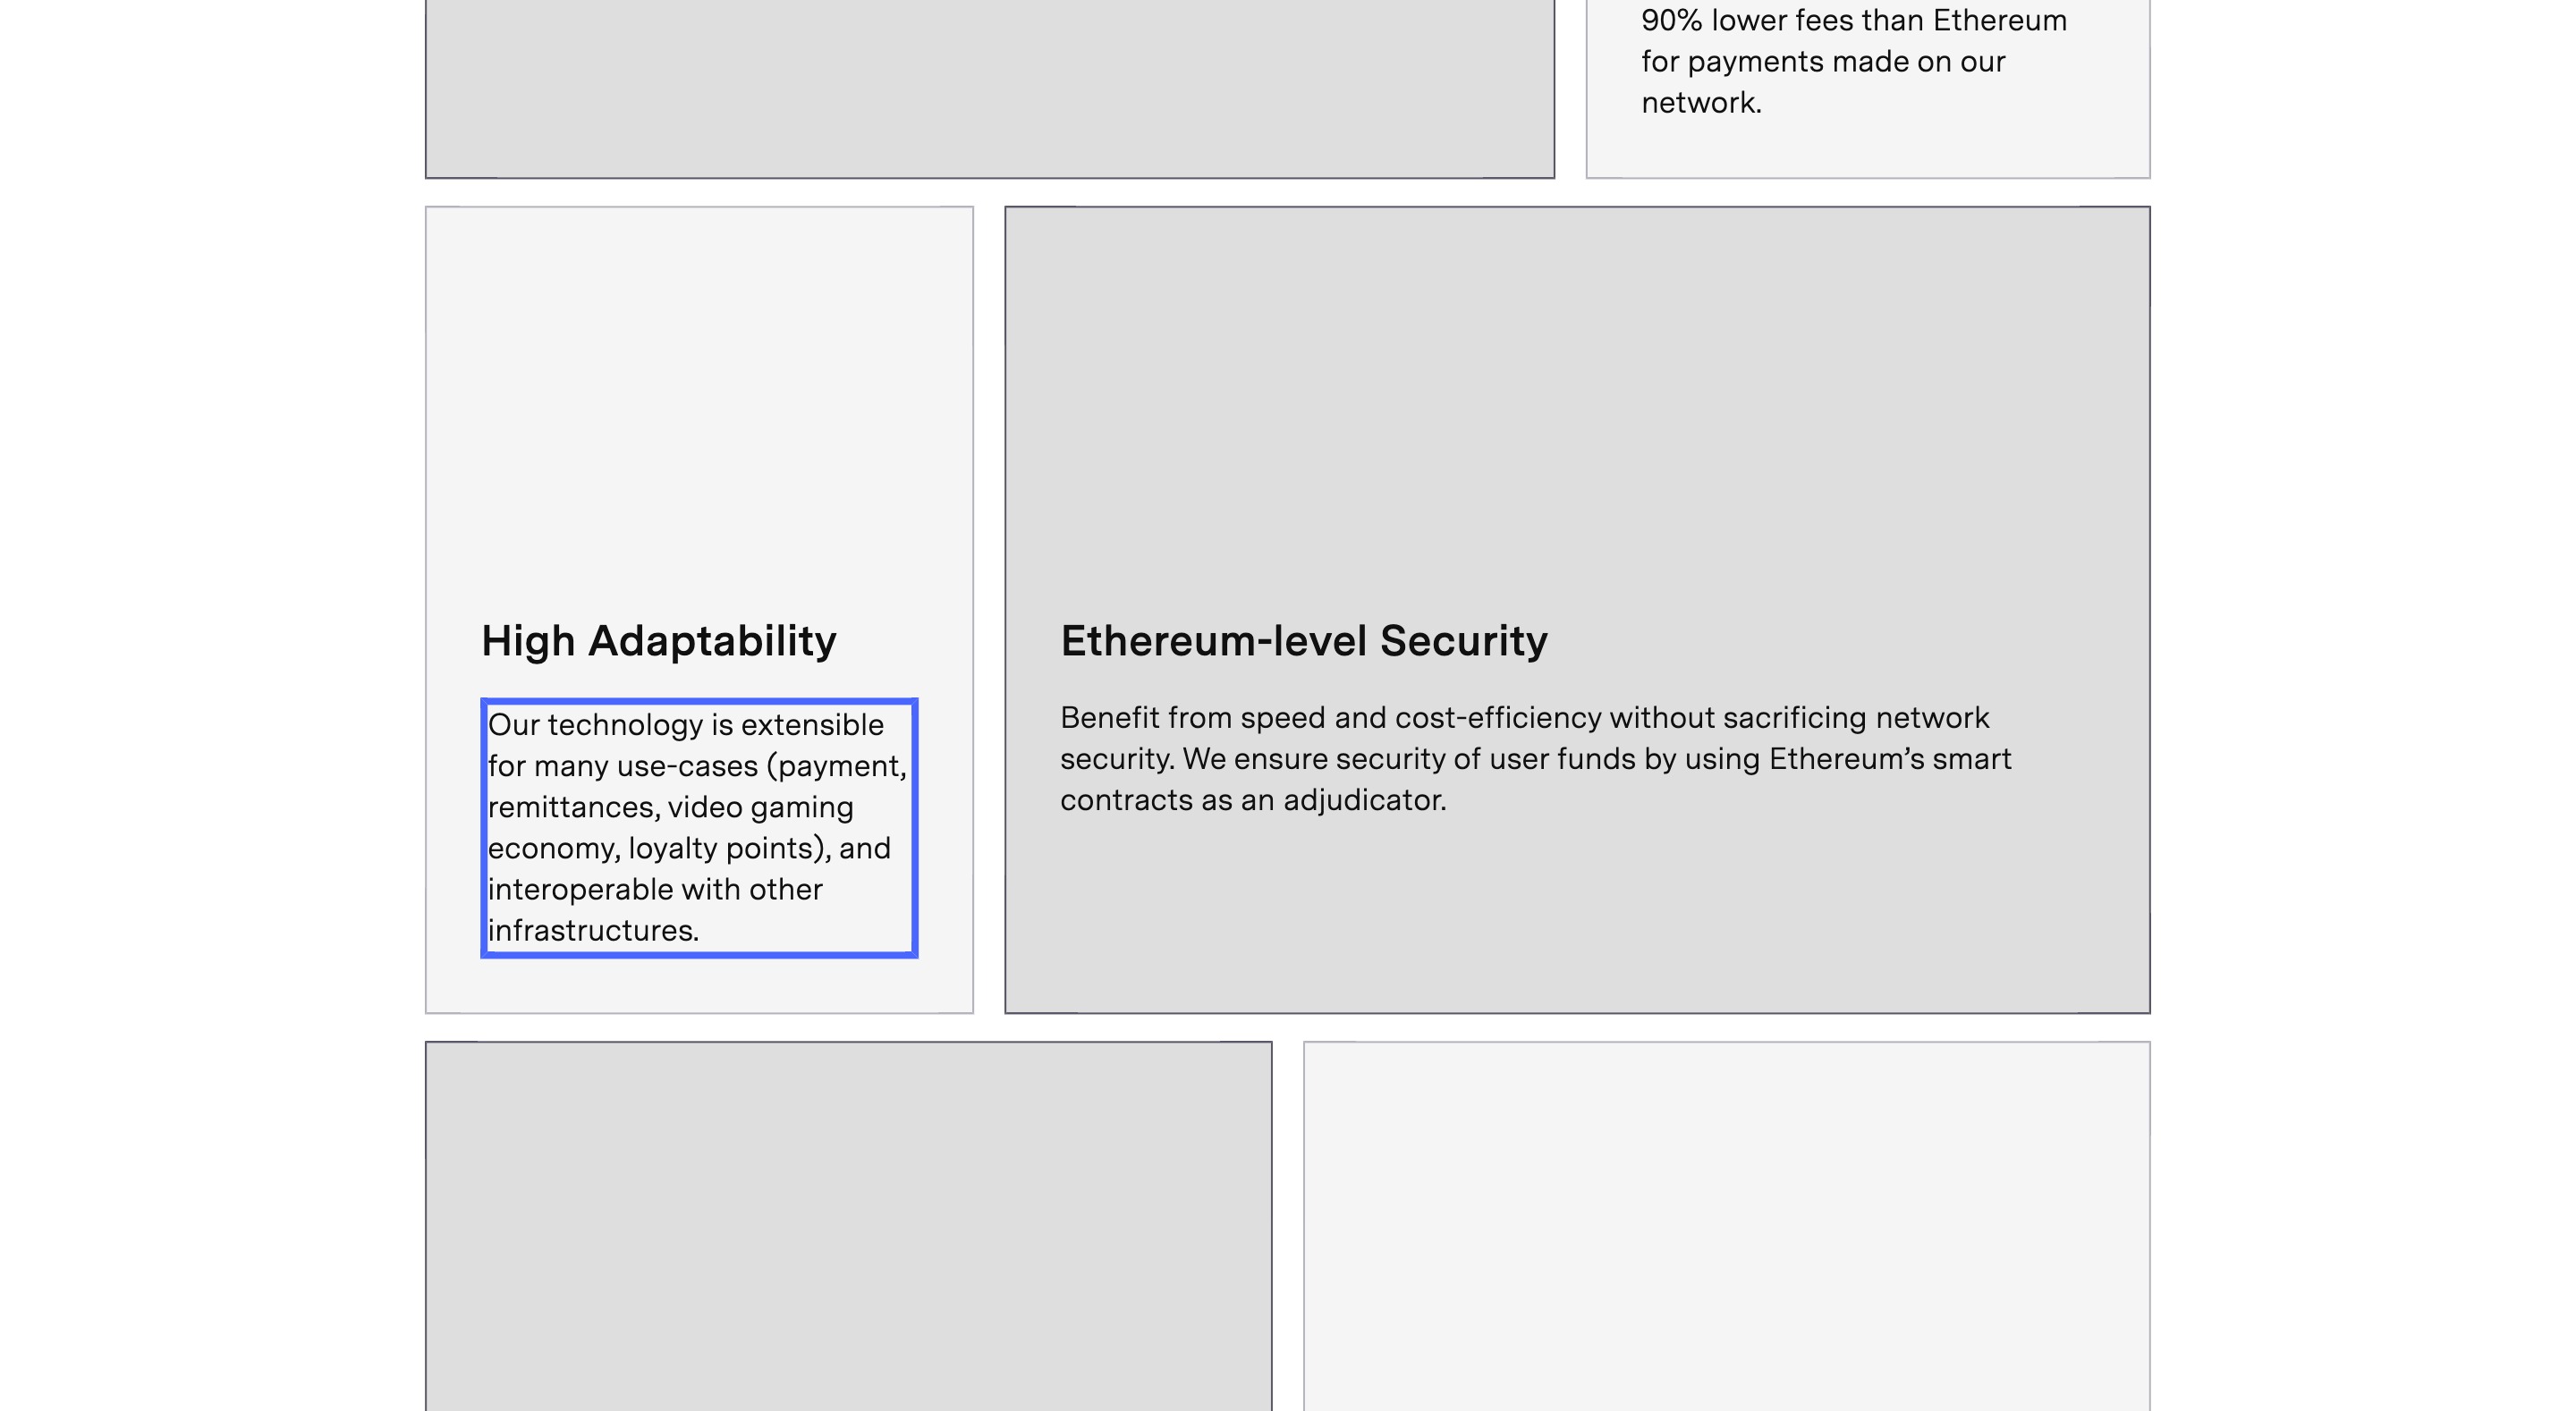 90% lower fees than Ethereum
for payments made on our
network.
High Adaptability
Our technology is extensible
for many use-cases (payment,
remittances, video gaming
economy, loyalty points), and
interoperable with other
infrastructures.
Ethereum-level Security
Benefit from speed and cost-efficiency without sacrificing network
security. We ensure security of user funds by using Ethereum’s smart
contracts as an adjudicator.